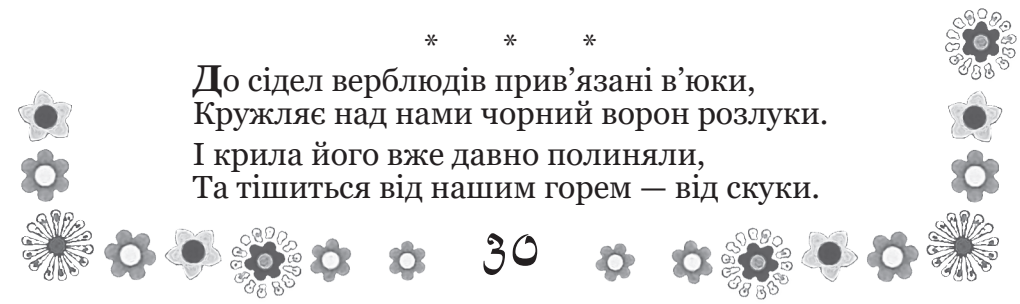 * * *
До сідел верблюдів прив’язані в’юки,
Кружляє над нами чорний ворон розлуки.
І крила його вже давно полиняли,
Та тішиться від нашим горем — від скуки.
30